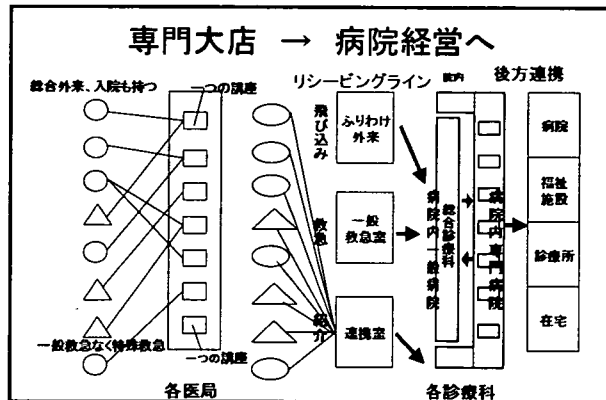 専門大店 → 病院経営へ
総合外来、入院も持つ
一つの講座
リシービングライン
院内
後方連携
飛び込み
ふりわけ
外来
病院
救急
一般
救急室
病院内一般病院
総合診療科
病院内専門病院
福祉
施設
診療所
紹介
連携室
在宅
一般救急なく特殊救急
一つの講座
各医局
各診療科